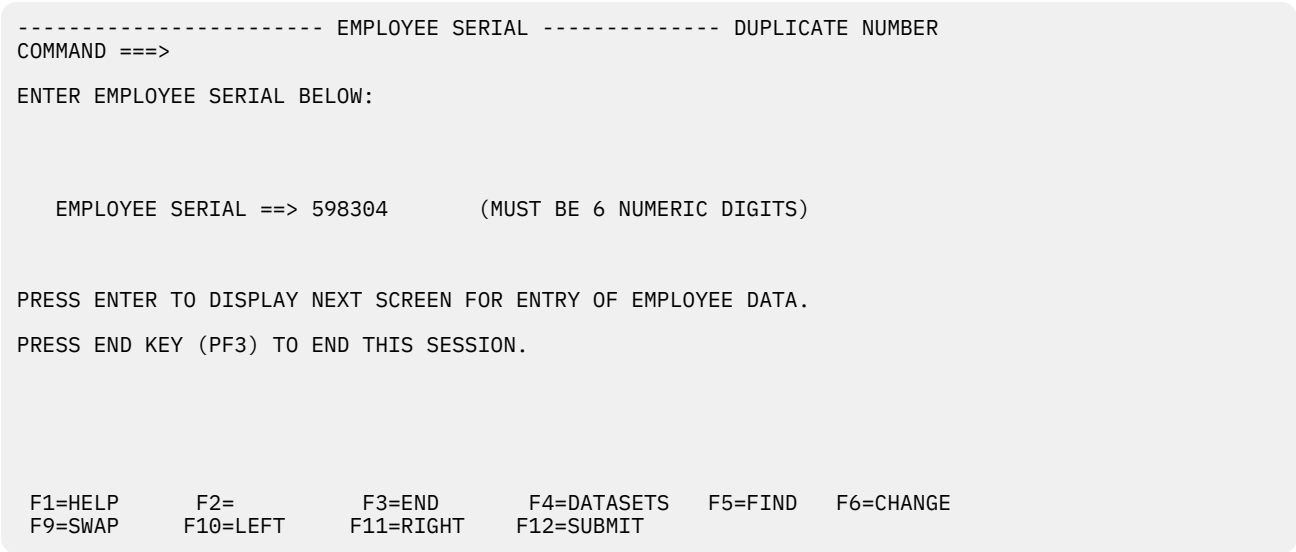 ------------------------ EMPLOYEE SERIAL -------------- DUPLICATE NUMBER
COMMAND ===>
ENTER EMPLOYEE SERIAL BELOW:
EMPLOYEE SERIAL ==> 598304 (MUST BE 6 NUMERIC DIGITS)
PRESS ENTER TO DISPLAY NEXT SCREEN FOR ENTRY OF EMPLOYEE DATA.
PRESS END KEY (PF3) TO END THIS SESSION.
F1=HELP F2= F3=END F4=DATASETS F5=FIND F6=CHANGE
F9=SWAP F10=LEFT F11=RIGHT F12=SUBMIT